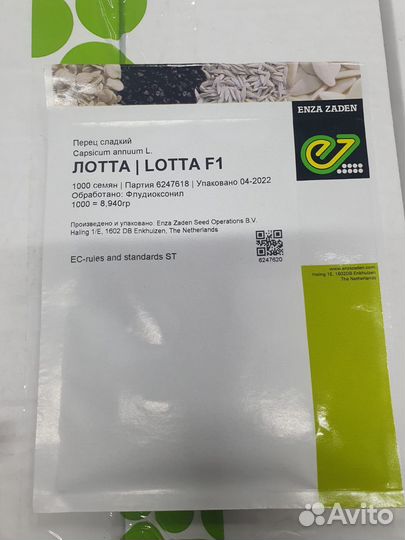 ENZA ZADEN
Перец сладкий
Capsicum annuum L.
ЛОТТА | LOTTA F1
1000 семян | Партия 6247618 | Упаковано 04-2022
Обработано: Флудиоксонил
1000 = 8,940гр
Произведено и упаковано: Enza Zaden Seed Operations B.V.
Haling 1/E, 1602 DB Enkhuizen, The Netherlands
EC-rules and standards ST
6247620
www.enzazaden.com
Haling 1E, 1602DB Enkhuizen
The Netherlands
Avito